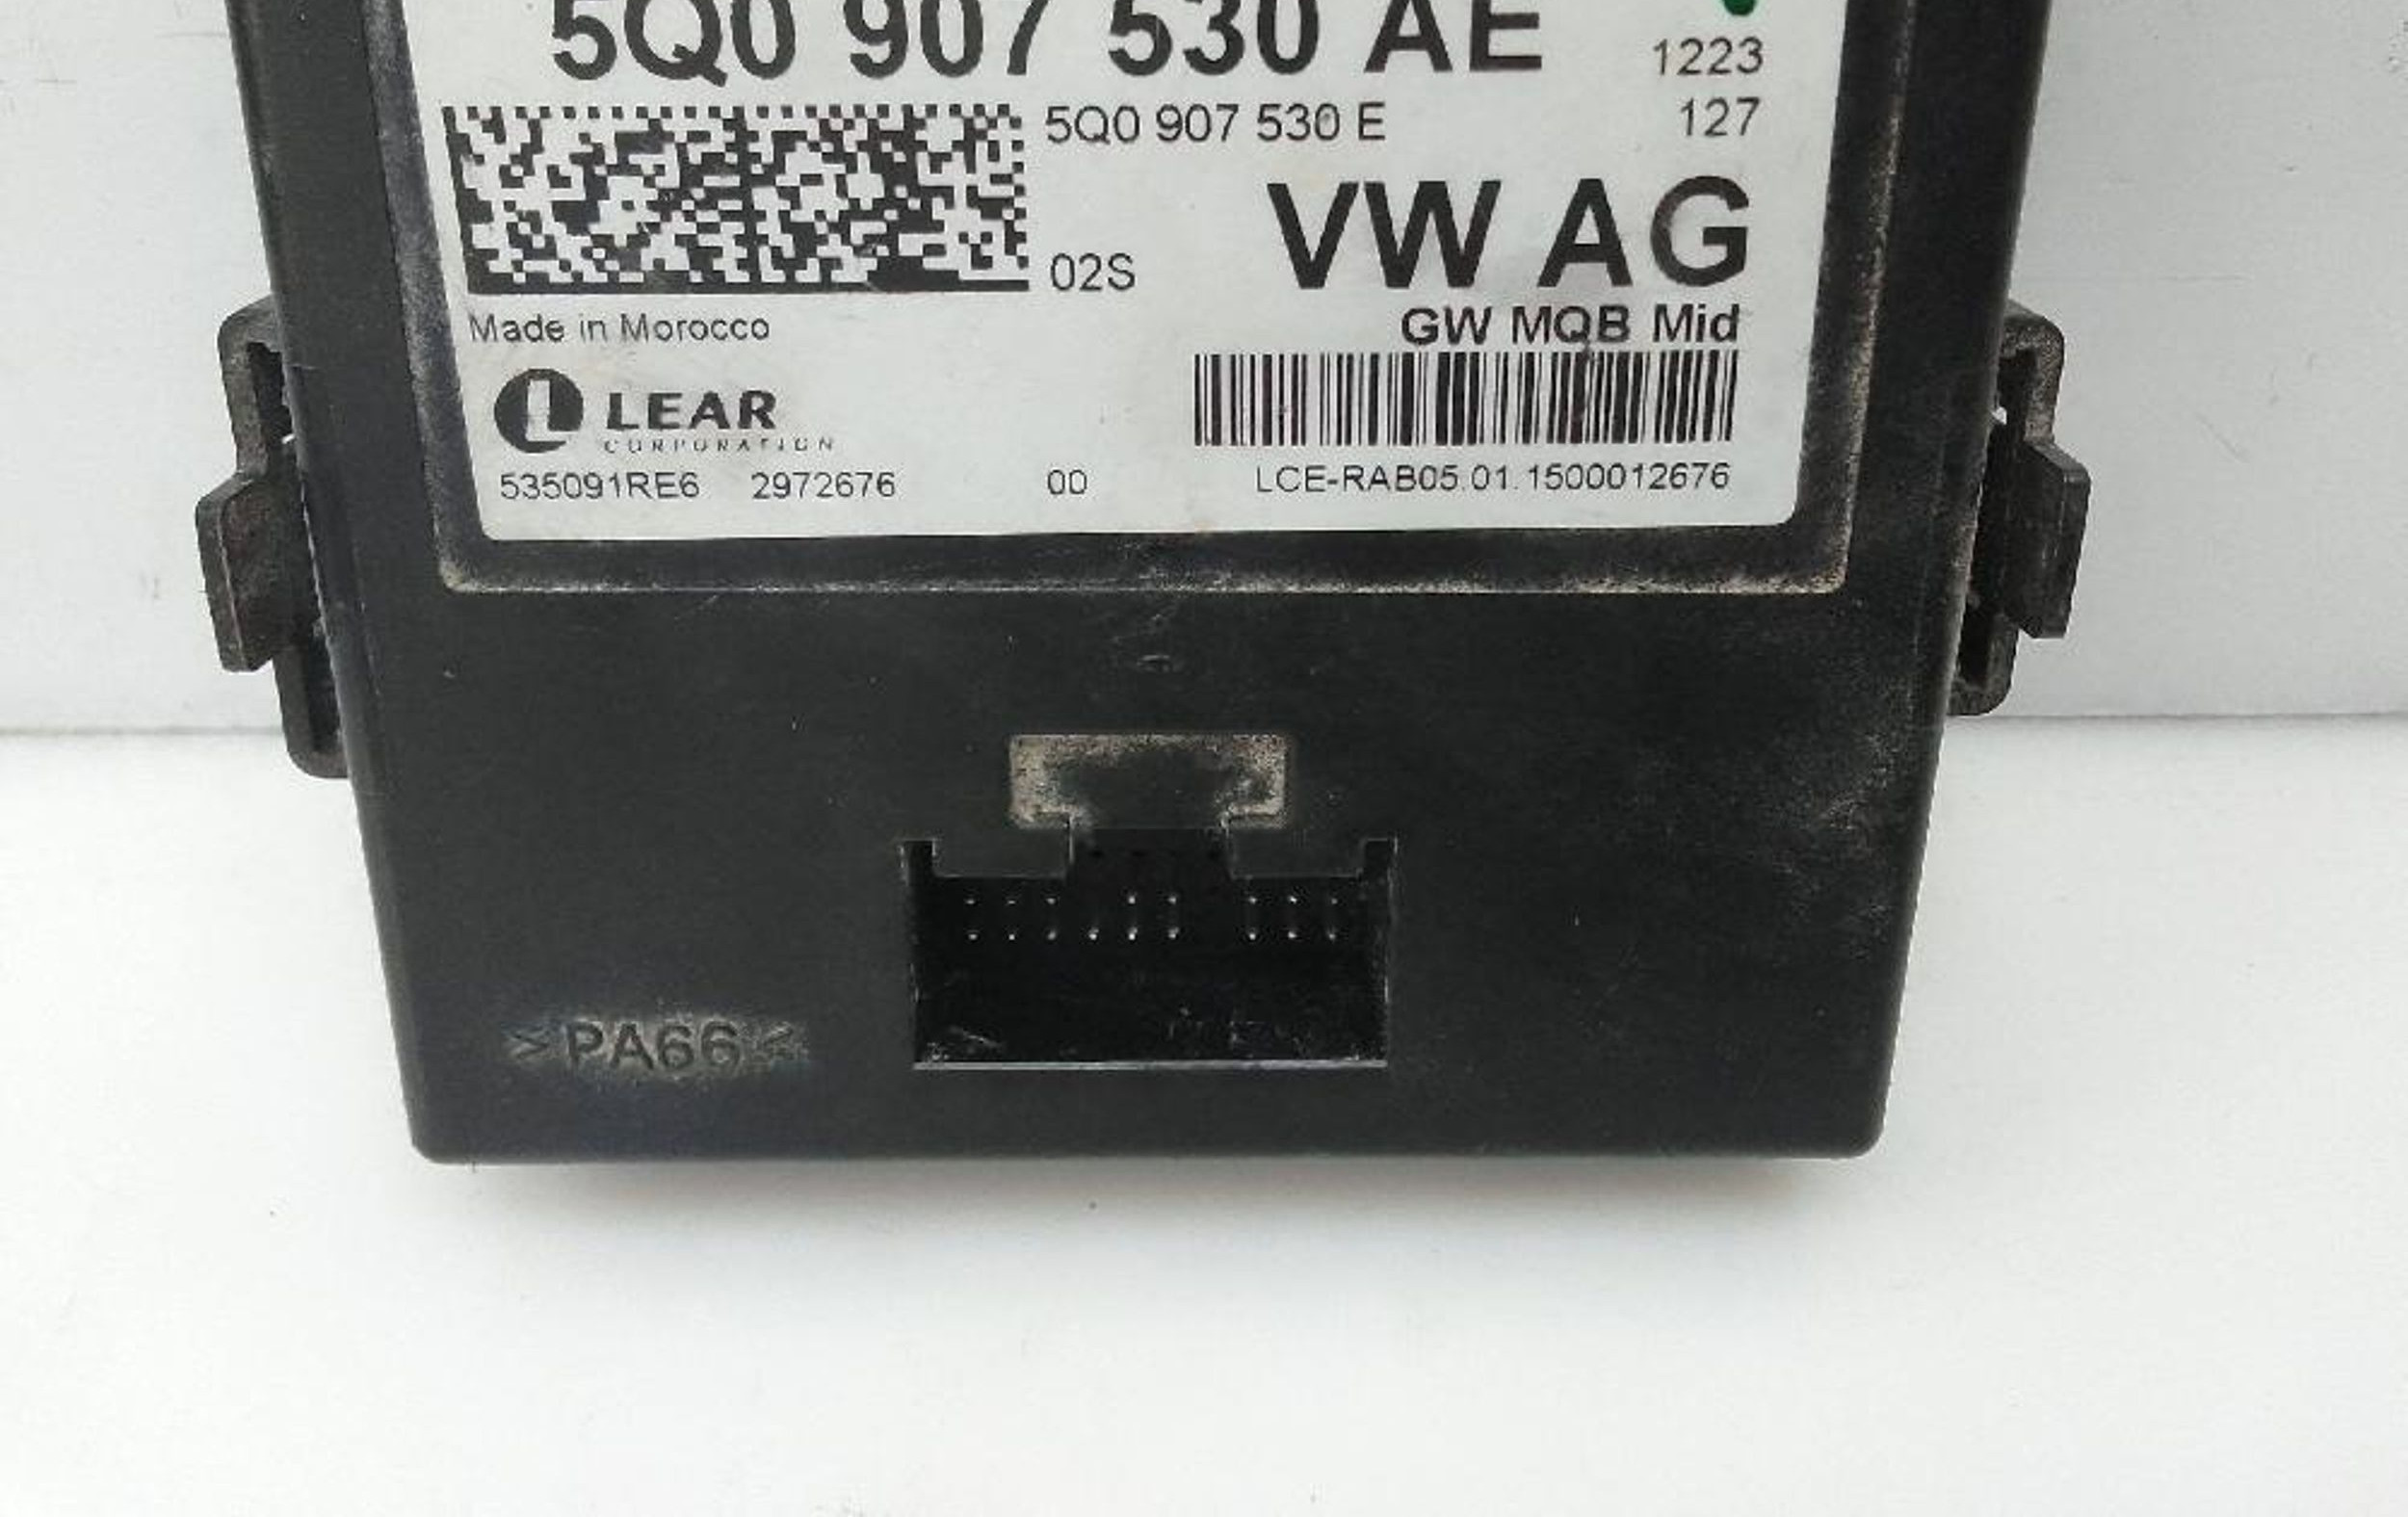 5Q0 907 530 AE
1223
5Q0 907 530 E
127
VW AG
02S
GW MQB Mid
Made in Morocco
LEAR
CORPORATION
535091RE6 2972676 00 LCE-RAB05.01.1500012676
>PA66<